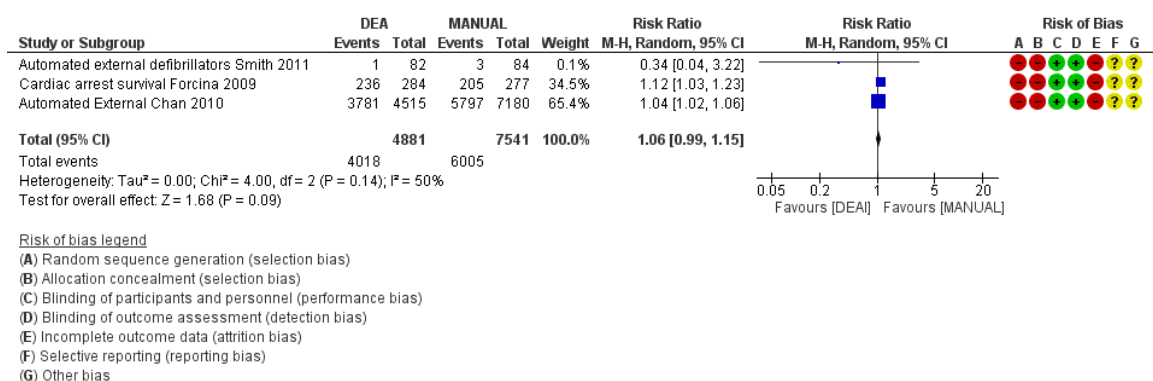 DEA MANUAL Risk Ratio Risk Ratio Risk of Bias
Study or Subgroup Events Total Events Total Weight M-H, Random, 95% CI M-H, Random, 95% CI A B C D E F G
Automated external defibrillators Smith 2011 1 82 3 84 0.1% 0.34 [0.04, 3.22] - - + + - ? ?
Cardiac arrest survival Forcina 2009 236 284 205 277 34.5% 1.12 [1.03, 1.23] - - + + - ? ?
Automated External Chan 2010 3781 4515 5797 7180 65.4% 1.04 [1.02, 1.06] - - + + - ? ?
Total (95% CI) 4881 7541 100.0% 1.06 [0.99, 1.15]
Total events 4018 6005
Heterogeneity: Tau² = 0.00; Chi² = 4.00, df = 2 (P = 0.14); I² = 50%
Test for overall effect: Z = 1.68 (P = 0.09)
0.05 0.2 1 5 20
Favours [DEAI] Favours [MANUAL]
Risk of bias legend
(A) Random sequence generation (selection bias)
(B) Allocation concealment (selection bias)
(C) Blinding of participants and personnel (performance bias)
(D) Blinding of outcome assessment (detection bias)
(E) Incomplete outcome data (attrition bias)
(F) Selective reporting (reporting bias)
(G) Other bias